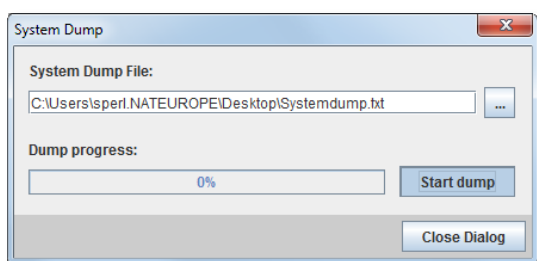 System Dump
System Dump File:
C:\Users\sperl.NATEUROPE\Desktop\Systemdump.txt
...
Dump progress:
0%
Start dump
Close Dialog